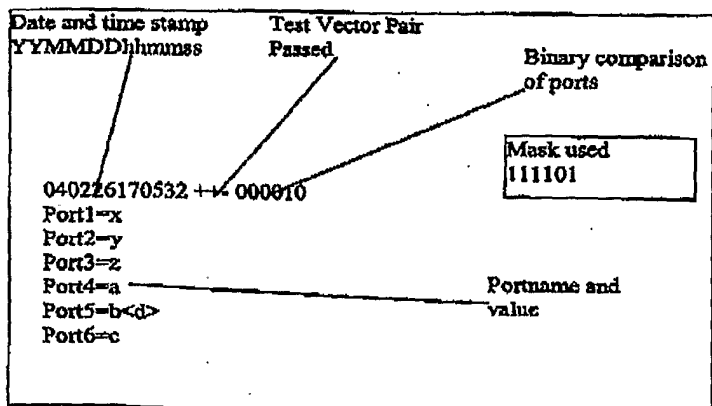 Date and time stamp
YYMMDDhhmmss
Test Vector Pair
Passed
Binary comparison
of ports
Mask used
111101
040226170532 ++- 000010
Port1=x
Port2=y
Port3=z
Port4=a
Port5=b<d>
Port6=c
Portname and
value